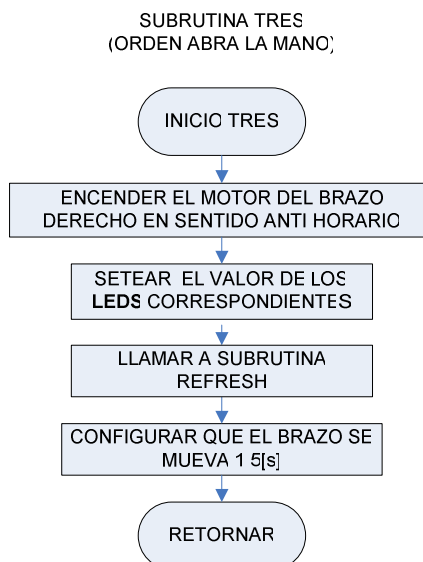 SUBRUTINA TRES
(ORDEN ABRA LA MANO)
INICIO TRES
ENCENDER EL MOTOR DEL BRAZO
DERECHO EN SENTIDO ANTI HORARIO
SETEAR EL VALOR DE LOS
LEDS CORRESPONDIENTES
LLAMAR A SUBRUTINA
REFRESH
CONFIGURAR QUE EL BRAZO SE
MUEVA 1 5[s]
RETORNAR